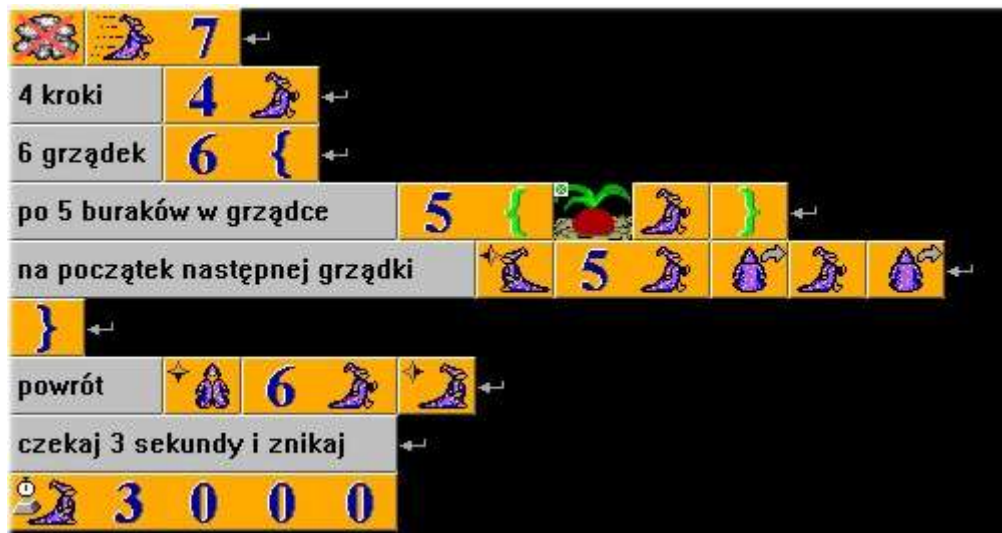 7
4 kroki 4
6 grządek 6 {
po 5 buraków w grządce 5 { }
na początek następnej grządki 5
}
powrót 6
czekaj 3 sekundy i znikaj
3 0 0 0